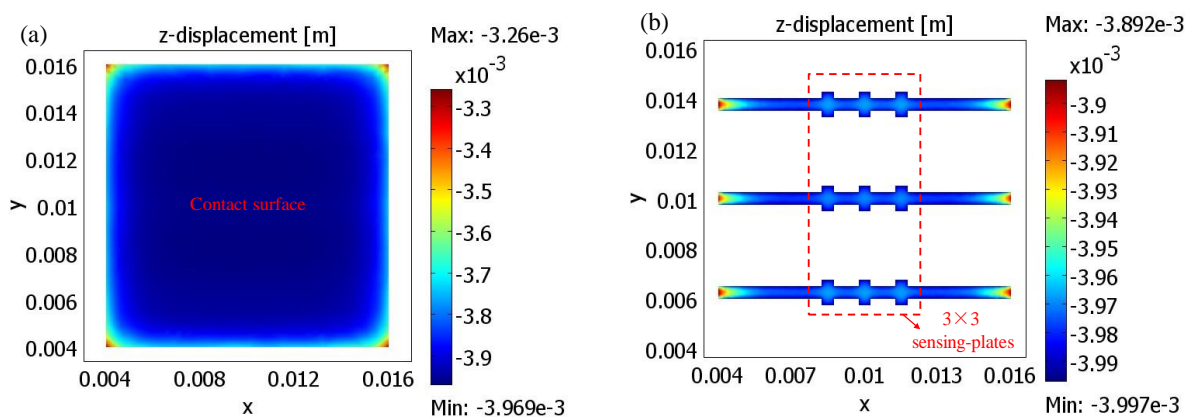 (a)
z-displacement [m]
Max: -3.26e-3
x10⁻³
0.016
0.014
0.012
0.01
0.008
0.006
0.004
y
Contact surface
0.004
0.008
0.012
0.016
x
-3.3
-3.4
-3.5
-3.6
-3.7
-3.8
-3.9
Min: -3.969e-3
(b)
z-displacement [m]
Max: -3.892e-3
x10⁻³
0.016
0.014
0.012
0.01
0.008
0.006
0.004
y
3×3
sensing-plates
0.004
0.007
0.01
0.013
0.016
x
-3.9
-3.91
-3.92
-3.93
-3.94
-3.95
-3.96
-3.97
-3.98
-3.99
Min: -3.997e-3